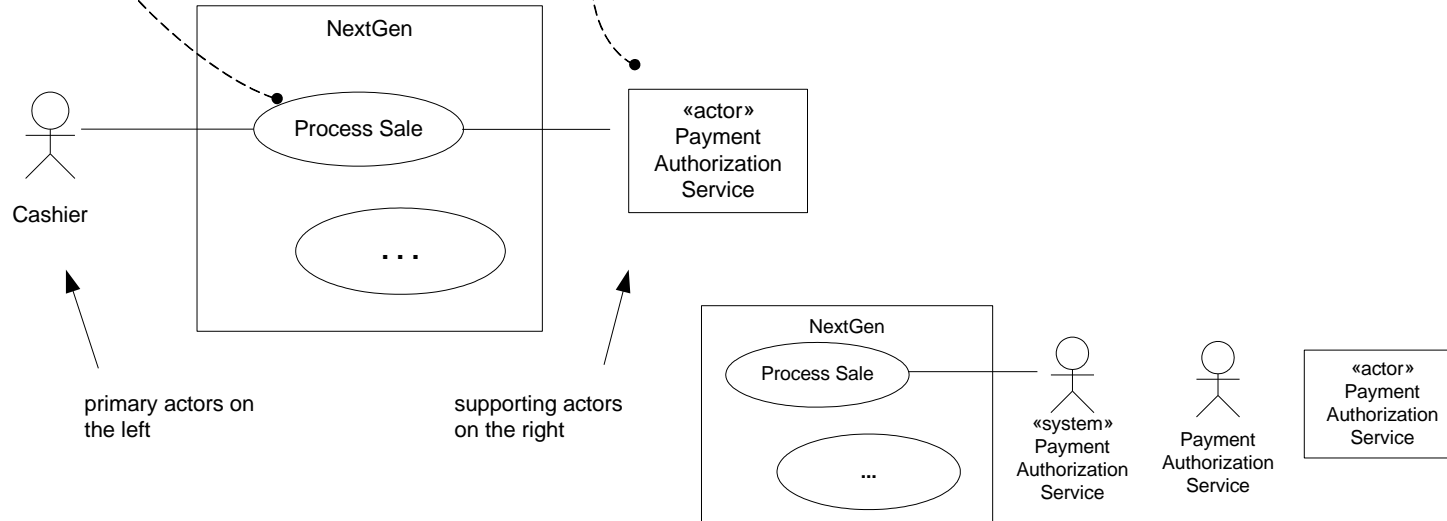 NextGen
Process Sale
. . .
Cashier
«actor»
Payment
Authorization
Service
primary actors on
the left
supporting actors
on the right
NextGen
Process Sale
...
«system»
Payment
Authorization
Service
Payment
Authorization
Service
«actor»
Payment
Authorization
Service